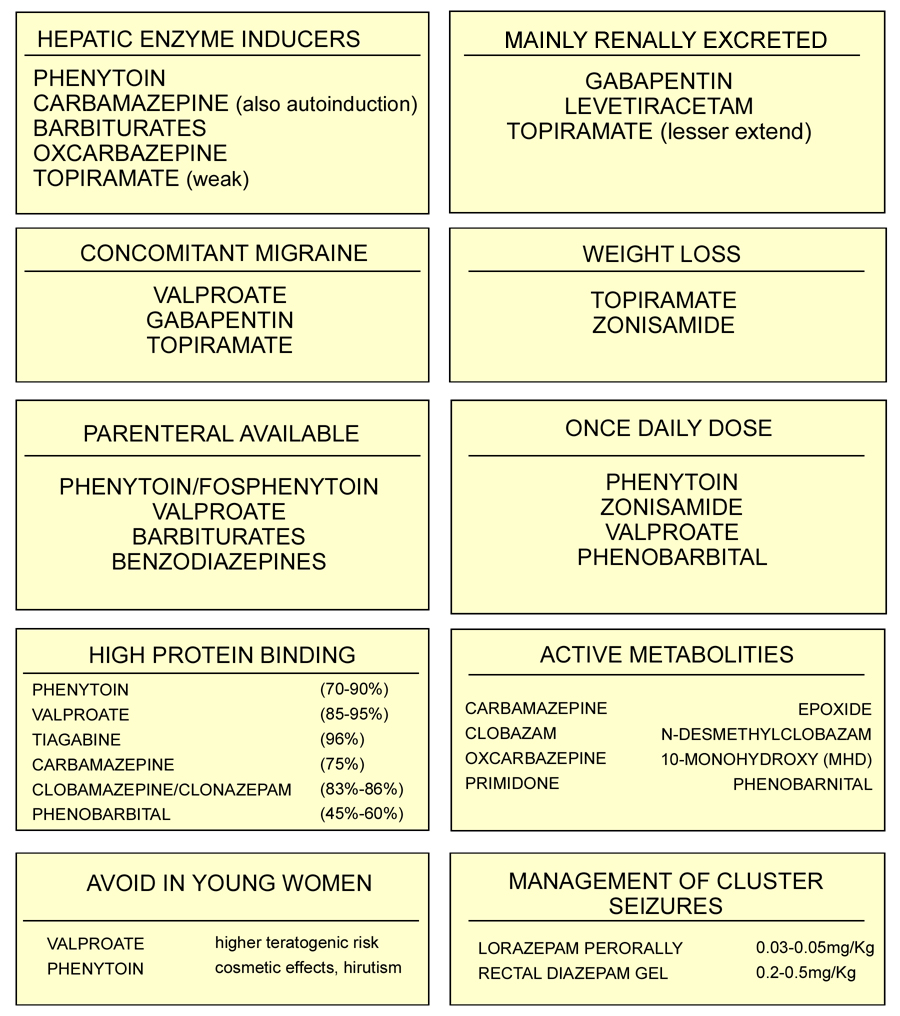 HEPATIC ENZYME INDUCERS
PHENYTOIN
CARBAMAZEPINE (also autoinduction)
BARBITURATES
OXCARBAZEPINE
TOPIRAMATE (weak)
MAINLY RENALLY EXCRETED
GABAPENTIN
LEVETIRACETAM
TOPIRAMATE (lesser extend)
CONCOMITANT MIGRAINE
VALPROATE
GABAPENTIN
TOPIRAMATE
WEIGHT LOSS
TOPIRAMATE
ZONISAMIDE
PARENTERAL AVAILABLE
PHENYTOIN/FOSPHENYTOIN
VALPROATE
BARBITURATES
BENZODIAZEPINES
ONCE DAILY DOSE
PHENYTOIN
ZONISAMIDE
VALPROATE
PHENOBARBITAL
HIGH PROTEIN BINDING
PHENYTOIN (70-90%)
VALPROATE (85-95%)
TIAGABINE (96%)
CARBAMAZEPINE (75%)
CLOBAMAZEPINE/CLONAZEPAM (83%-86%)
PHENOBARBITAL (45%-60%)
ACTIVE METABOLITIES
CARBAMAZEPINE EPOXIDE
CLOBAZAM N-DESMETHYLCLOBAZAM
OXCARBAZEPINE 10-MONOHYDROXY (MHD)
PRIMIDONE PHENOBARNITAL
AVOID IN YOUNG WOMEN
VALPROATE higher teratogenic risk
PHENYTOIN cosmetic effects, hirutism
MANAGEMENT OF CLUSTER
SEIZURES
LORAZEPAM PERORALLY 0.03-0.05mg/Kg
RECTAL DIAZEPAM GEL 0.2-0.5mg/Kg